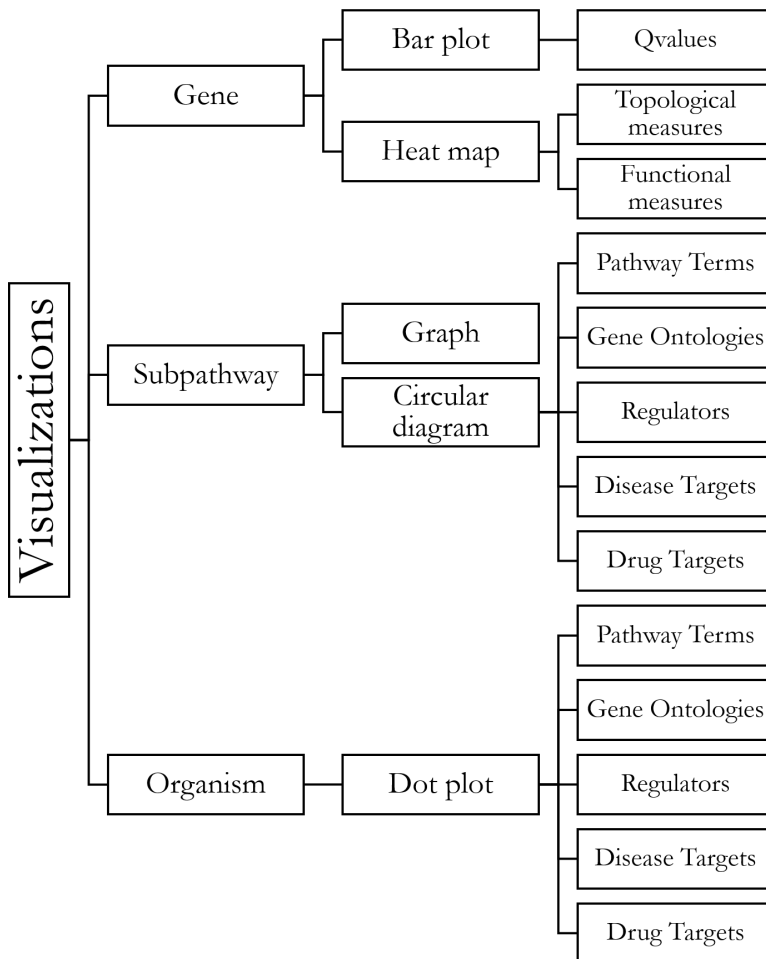 Visualizations
Gene
Bar plot
Qvalues
Heat map
Topological
measures
Functional
measures
Subpathway
Graph
Circular
diagram
Pathway Terms
Gene Ontologies
Regulators
Disease Targets
Drug Targets
Organism
Dot plot
Pathway Terms
Gene Ontologies
Regulators
Disease Targets
Drug Targets